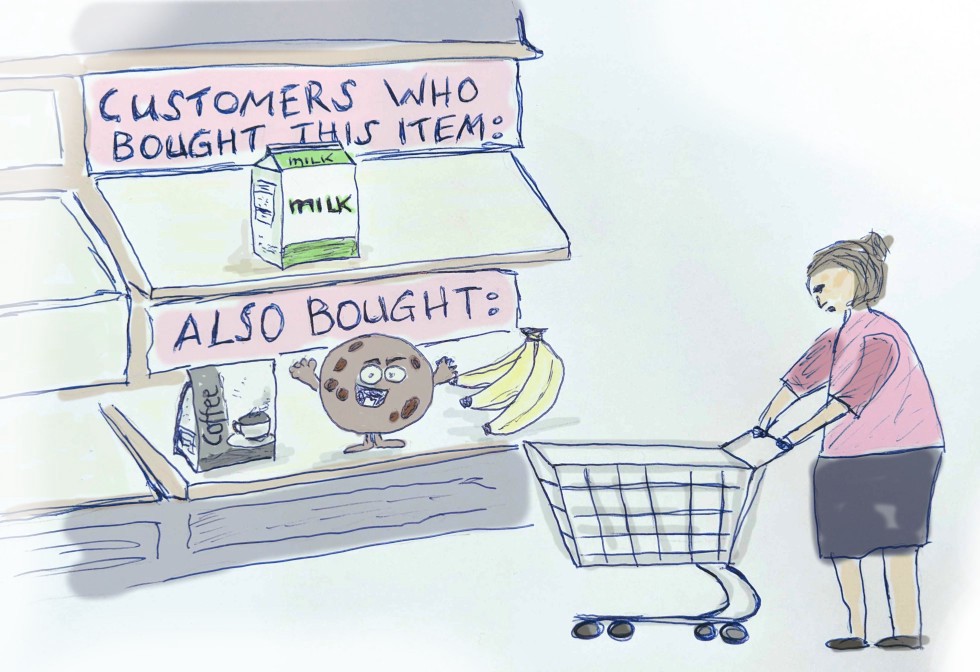 CUSTOMERS WHO
BOUGHT THIS ITEM:
MILK
MILK
ALSO BOUGHT:
Coffee